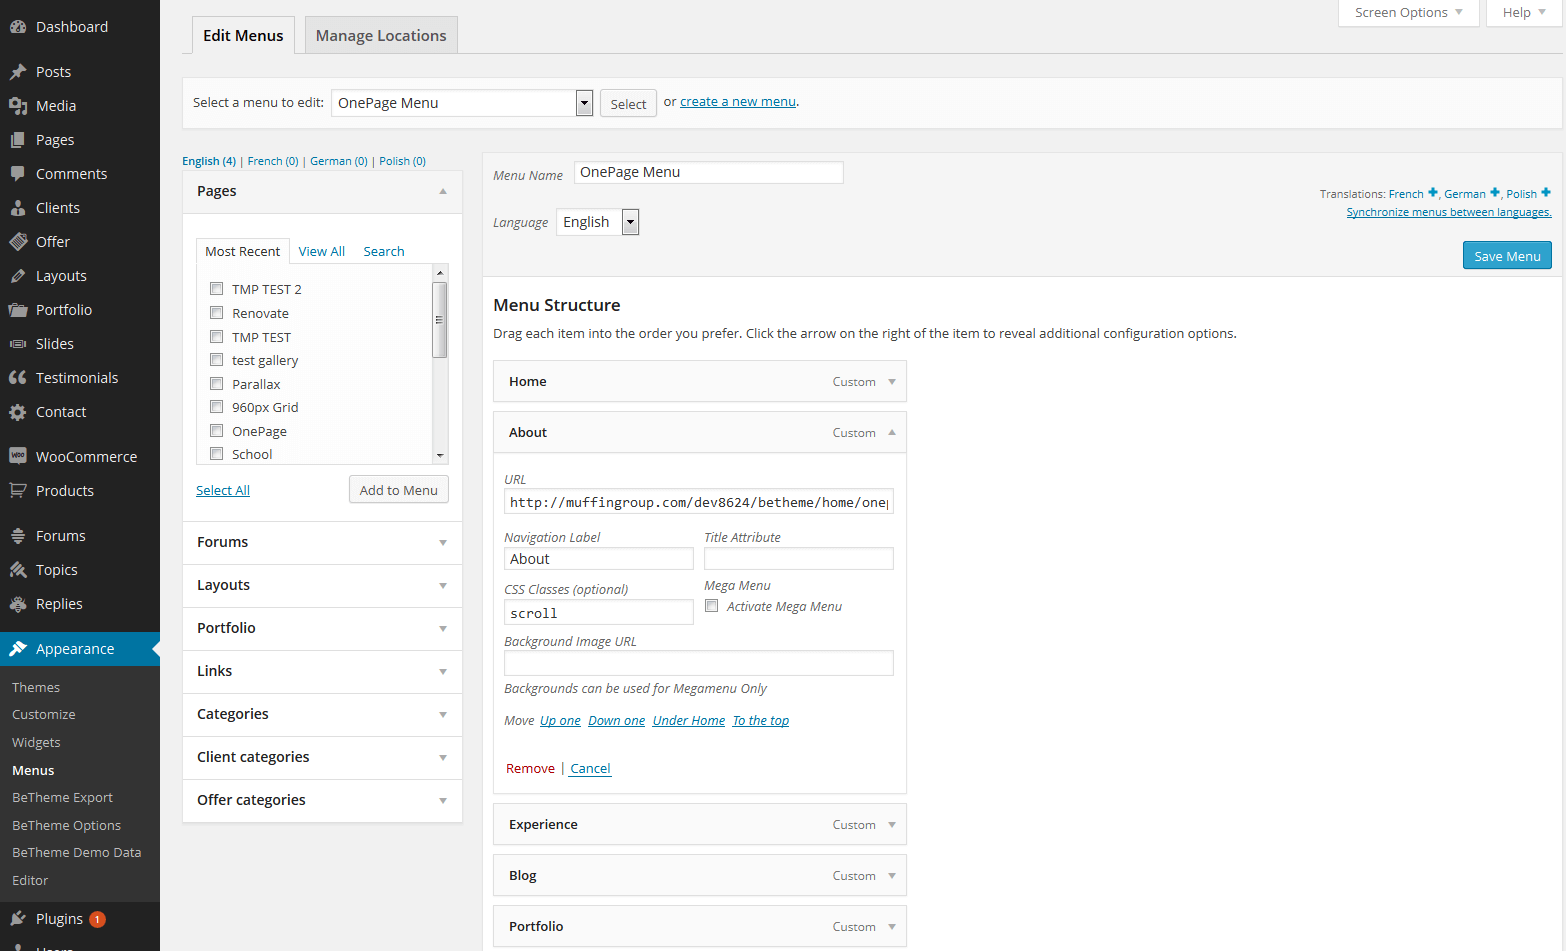 Dashboard
Posts
Media
Pages
Comments
Clients
Offer
Layouts
Portfolio
Slides
Testimonials
Contact
WooCommerce
Products
Forums
Topics
Replies
Appearance
Themes
Customize
Widgets
Menus
BeTheme Export
BeTheme Options
BeTheme Demo Data
Editor
Plugins 1
Users
Screen Options
Help
Edit Menus
Manage Locations
Select a menu to edit: OnePage Menu Select or create a new menu.
English (4) | French (0) | German (0) | Polish (0)
Pages
Most Recent View All Search
TMP TEST 2
Renovate
TMP TEST
test gallery
Parallax
960px Grid
OnePage
School
Select All Add to Menu
Forums
Layouts
Portfolio
Links
Categories
Client categories
Offer categories
Menu Name OnePage Menu
Language English
Translations: French, German, Polish
Synchronize menus between languages.
Save Menu
Menu Structure
Drag each item into the order you prefer. Click the arrow on the right of the item to reveal additional configuration options.
Home Custom
About Custom
URL
http://muffingroup.com/dev8624/betheme/home/onep
Navigation Label Title Attribute
About
CSS Classes (optional) Mega Menu
scroll Activate Mega Menu
Background Image URL
Backgrounds can be used for Megamenu Only
Move Up one Down one Under Home To the top
Remove | Cancel
Experience Custom
Blog Custom
Portfolio Custom